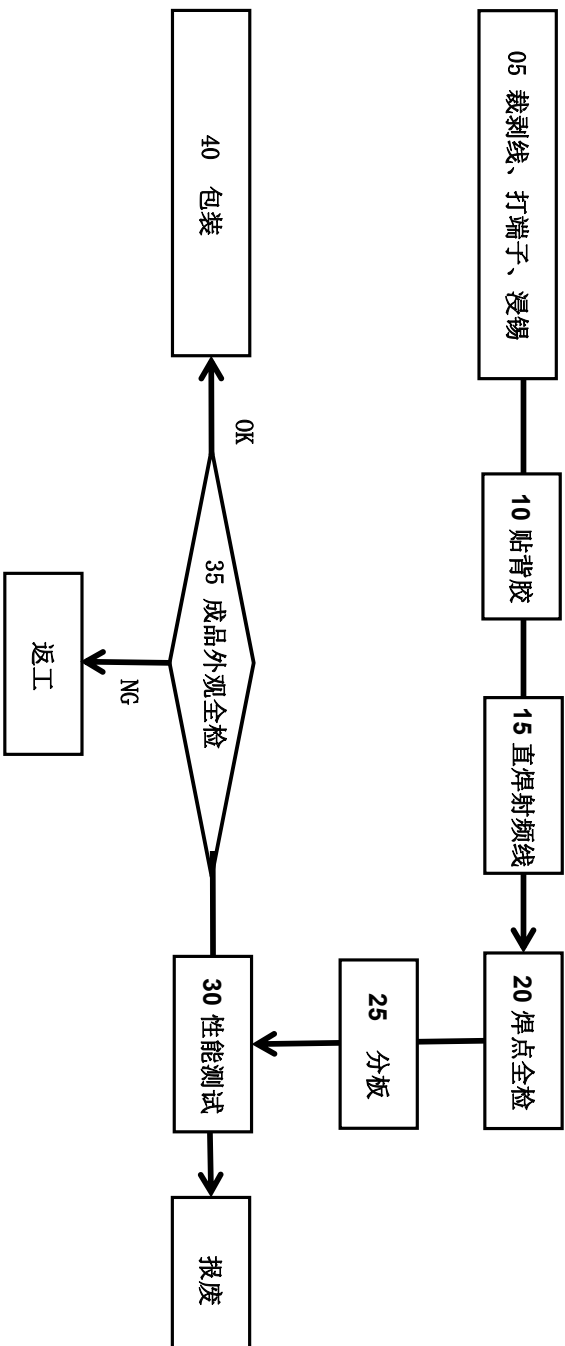 05 裁剥线、打端子、浸锡
10 贴背胶
15 直焊射频线
20 焊点全检
25 分板
30 性能测试
报废
35 成品外观全检
OK
NG
40 包装
返工